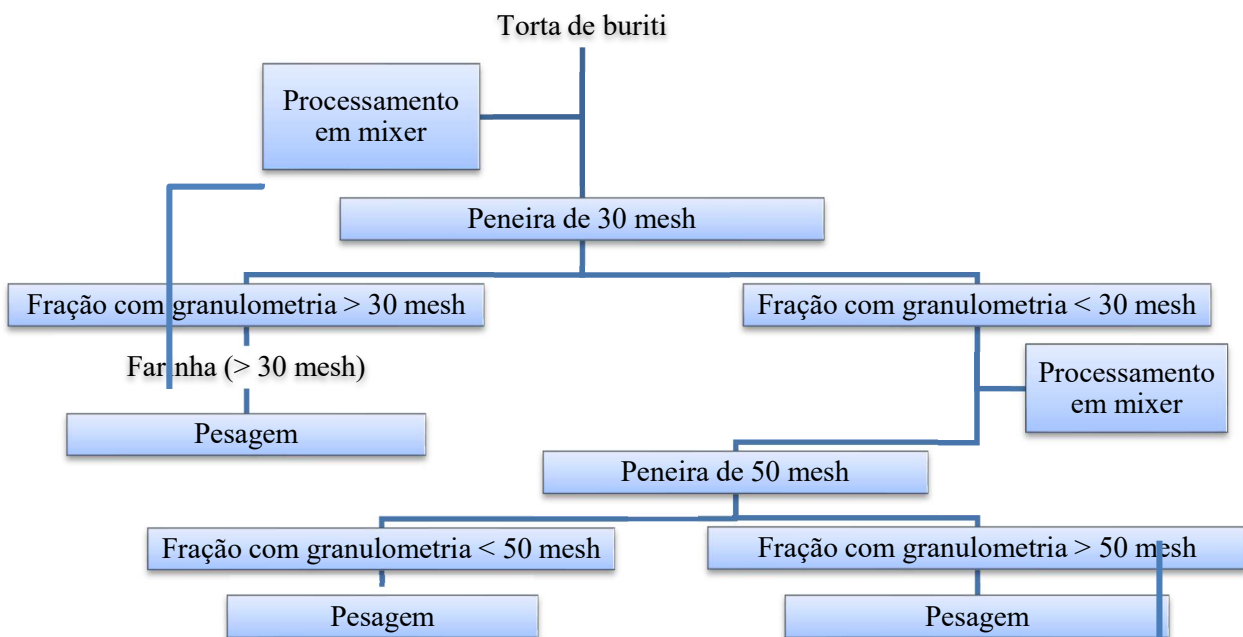 Torta de buriti
Processamento
em mixer
Peneira de 30 mesh
Fração com granulometria > 30 mesh
Fração com granulometria < 30 mesh
Farinha (> 30 mesh)
Processamento
em mixer
Pesagem
Peneira de 50 mesh
Fração com granulometria < 50 mesh
Fração com granulometria > 50 mesh
Pesagem
Pesagem